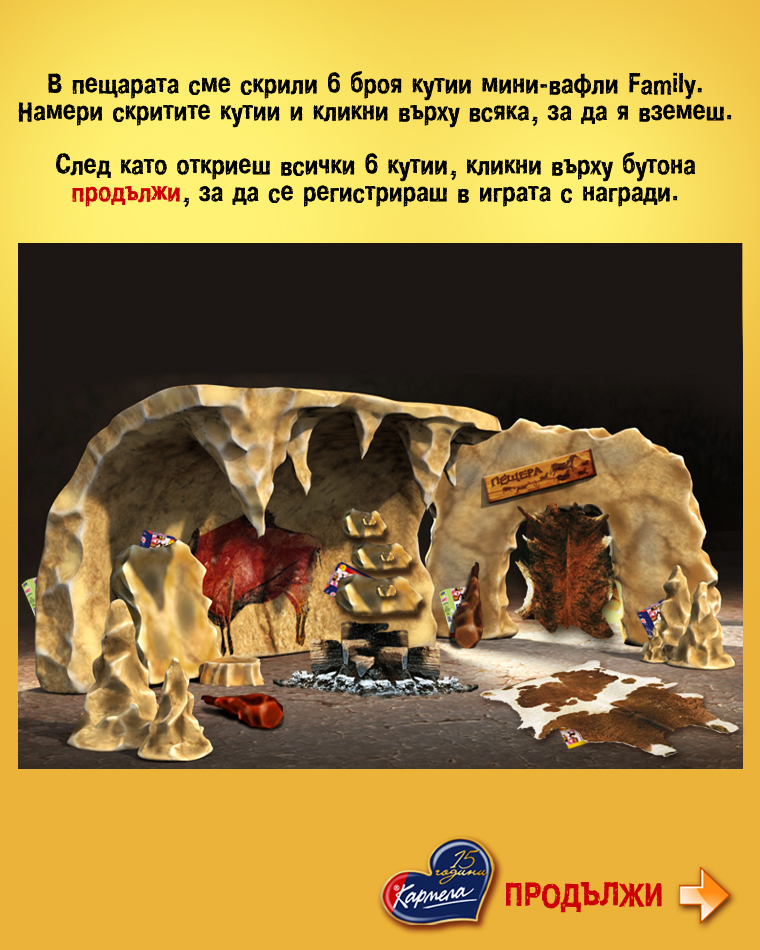 В пещарата сме скрили 6 броя кутии мини-вафли Family.
Намери скритите кутии и кликни върху всяка, за да я вземеш.
След като откриеш всички 6 кутии, кликни върху бутона
продължи, за да се регистрираш в играта с награди.
ПЕЩЕРА
15
години
®Кармела
ПРОДЪЛЖИ